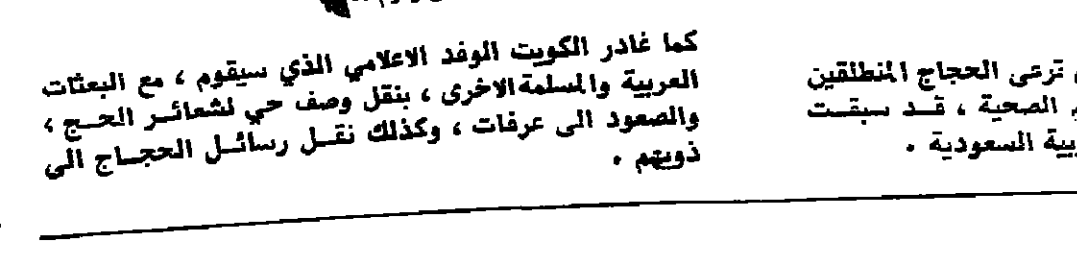 ترعى الحجاج المنطلقين
الصحية ، قد سبقت
السعودية .
كما غادر الكويت الوفد الاعلامي الذي سيقوم ، مع البعثات
العربية والمسلمة الاخرى ، بنقل وصف حي لشعائر الحج ،
والصعود الى عرفات ، وكذلك نقل رسائل الحجاج الى
ذويهم .